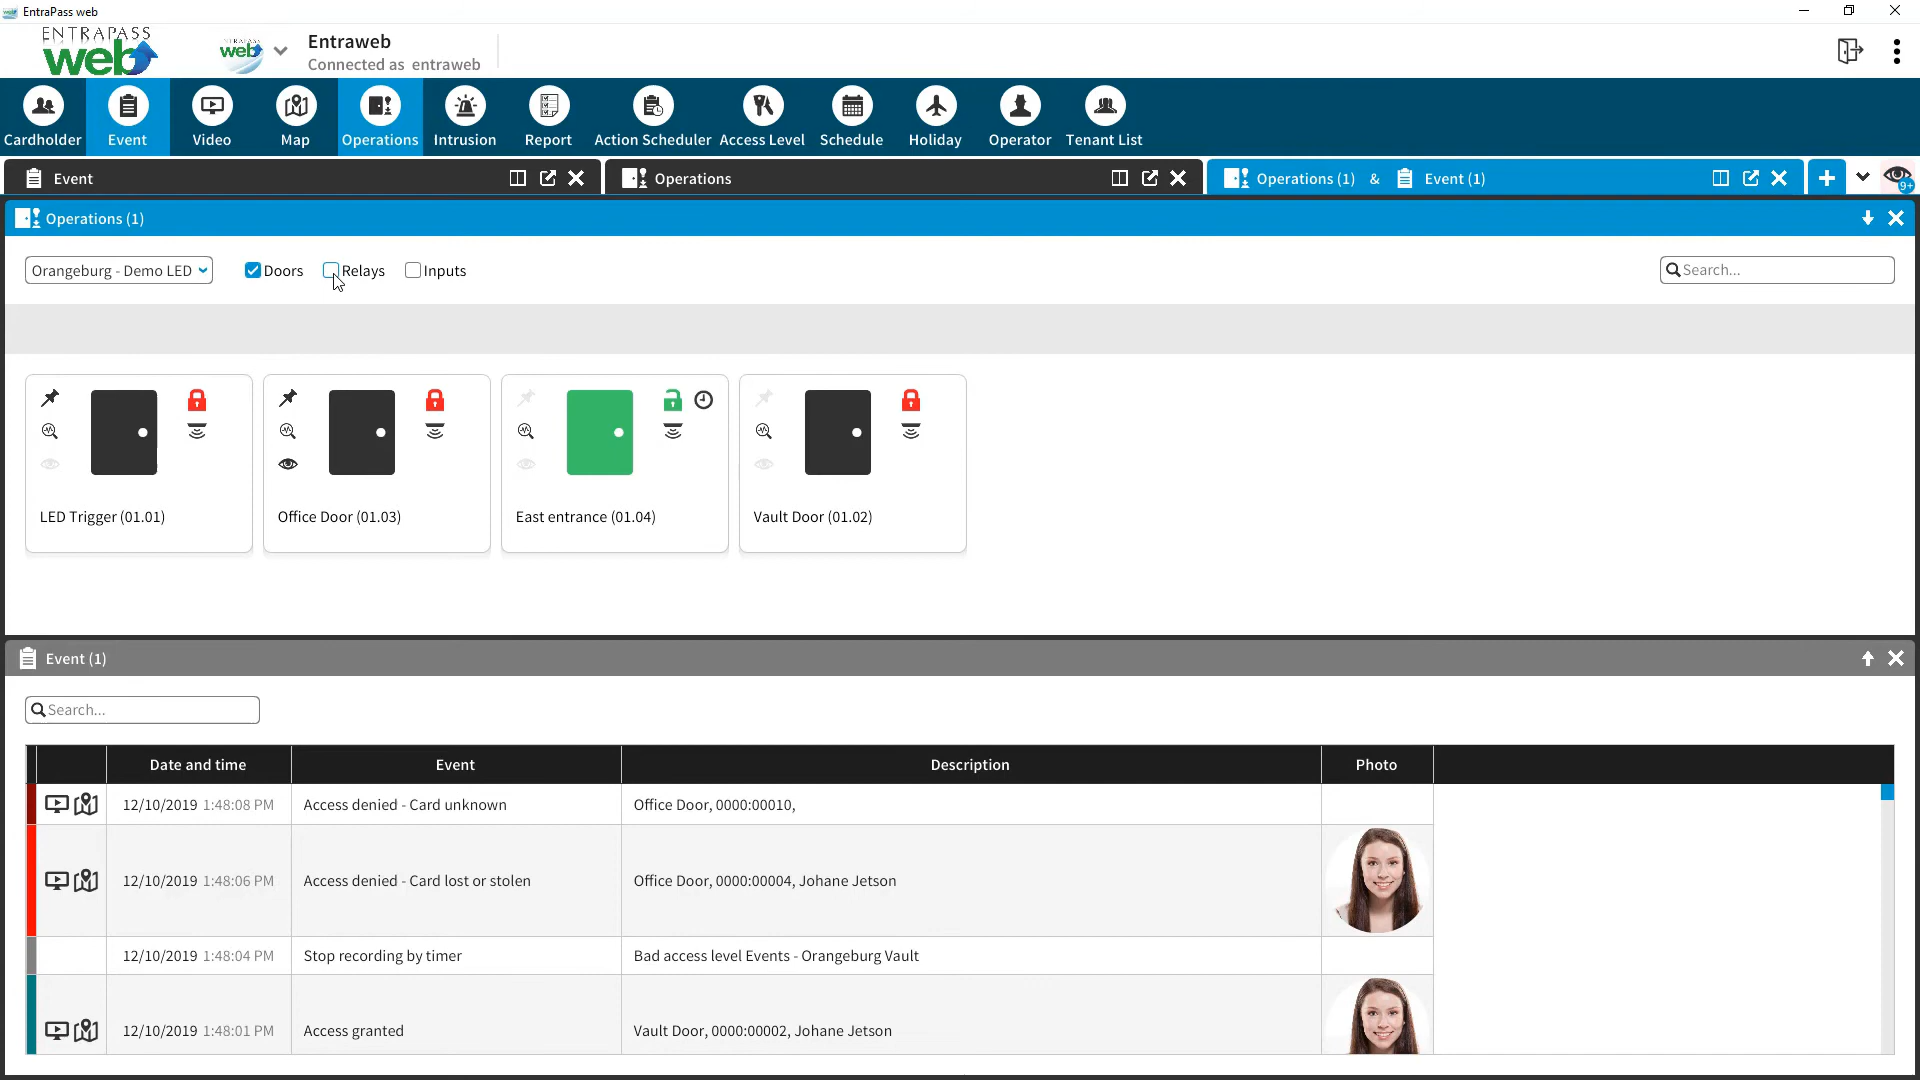 EntraPass web
ENTRAPASS
web
web
Entraweb
Connected as entraweb
Cardholder
Event
Video
Map
Operations
Intrusion
Report
Action Scheduler
Access Level
Schedule
Holiday
Operator
Tenant List
Event
Operations
Operations (1) & Event (1)
9+
Operations (1)
Orangeburg - Demo LED
Doors
Relays
Inputs
Search...
LED Trigger (01.01)
Office Door (01.03)
East entrance (01.04)
Vault Door (01.02)
Event (1)
Search...
Date and time Event Description Photo
12/10/2019 1:48:08 PM Access denied - Card unknown Office Door, 0000:00010,
12/10/2019 1:48:06 PM Access denied - Card lost or stolen Office Door, 0000:00004, Johane Jetson
12/10/2019 1:48:04 PM Stop recording by timer Bad access level Events - Orangeburg Vault
12/10/2019 1:48:01 PM Access granted Vault Door, 0000:00002, Johane Jetson